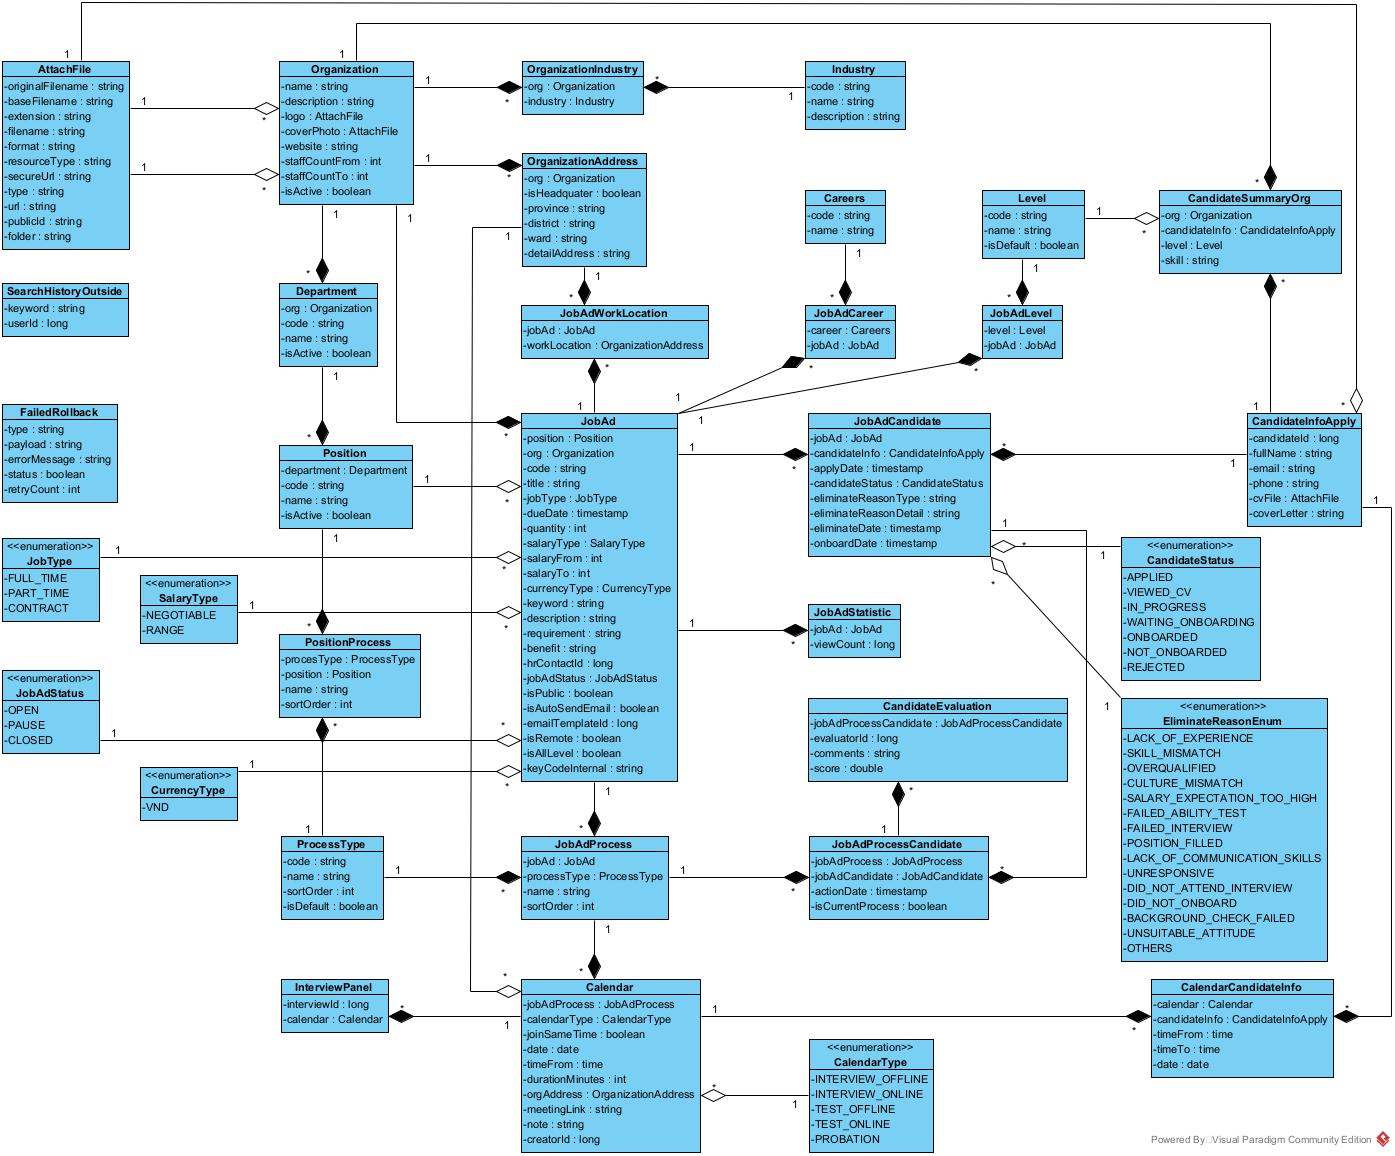 AttachFile
-originalFilename : string
-baseFilename : string
-extension : string
-filename : string
-format : string
-resourceType : string
-secureUrl : string
-type : string
-url : string
-publicId : string
-folder : string
Organization
-name : string
-description : string
-logo : AttachFile
-coverPhoto : AttachFile
-website : string
-staffCountFrom : int
-staffCountTo : int
-isActive : boolean
OrganizationIndustry
-org : Organization
-industry : Industry
Industry
-code : string
-name : string
-description : string
OrganizationAddress
-org : Organization
-isHeadquater : boolean
-province : string
-district : string
-ward : string
-detailAddress : string
Careers
-code : string
-name : string
Level
-code : string
-name : string
-isDefault : boolean
CandidateSummaryOrg
-org : Organization
-candidateInfo : CandidateInfoApply
-level : Level
-skill : string
SearchHistoryOutside
-keyword : string
-userId : long
Department
-org : Organization
-code : string
-name : string
-isActive : boolean
JobAdWorkLocation
-jobAd : JobAd
-workLocation : OrganizationAddress
JobAdCareer
-career : Careers
-jobAd : JobAd
JobAdLevel
-level : Level
-jobAd : JobAd
FailedRollback
-type : string
-payload : string
-errorMessage : string
-status : boolean
-retryCount : int
Position
-department : Department
-code : string
-name : string
-isActive : boolean
JobAd
-position : Position
-org : Organization
-code : string
-title : string
-jobType : JobType
-dueDate : timestamp
-quantity : int
-salaryType : SalaryType
-salaryFrom : int
-salaryTo : int
-currencyType : CurrencyType
-keyword : string
-description : string
-requirement : string
-benefit : string
-hrContactId : long
-jobAdStatus : JobAdStatus
-isPublic : boolean
-isAutoSendEmail : boolean
-emailTemplateId : long
-isRemote : boolean
-isAllLevel : boolean
-keyCodeInternal : string
JobAdCandidate
-jobAd : JobAd
-candidateInfo : CandidateInfoApply
-applyDate : timestamp
-candidateStatus : CandidateStatus
-eliminateReasonType : string
-eliminateReasonDetail : string
-eliminateDate : timestamp
-onboardDate : timestamp
CandidateInfoApply
-candidateId : long
-fullName : string
-email : string
-phone : string
-cvFile : AttachFile
-coverLetter : string
<<enumeration>>
JobType
-FULL_TIME
-PART_TIME
-CONTRACT
<<enumeration>>
SalaryType
-NEGOTIABLE
-RANGE
<<enumeration>>
CandidateStatus
-APPLIED
-VIEWED_CV
-IN_PROGRESS
-WAITING_ONBOARDING
-ONBOARDED
-NOT_ONBOARDED
-REJECTED
JobAdStatistic
-jobAd : JobAd
-viewCount : long
PositionProcess
-procesType : ProcessType
-position : Position
-name : string
-sortOrder : int
<<enumeration>>
JobAdStatus
-OPEN
-PAUSE
-CLOSED
CandidateEvaluation
-jobAdProcessCandidate : JobAdProcessCandidate
-evaluatorId : long
-comments : string
-score : double
<<enumeration>>
EliminateReasonEnum
-LACK_OF_EXPERIENCE
-SKILL_MISMATCH
-OVERQUALIFIED
-CULTURE_MISMATCH
-SALARY_EXPECTATION_TOO_HIGH
-FAILED_ABILITY_TEST
-FAILED_INTERVIEW
-POSITION_FILLED
-LACK_OF_COMMUNICATION_SKILLS
-UNRESPONSIVE
-DID_NOT_ATTEND_INTERVIEW
-DID_NOT_ONBOARD
-BACKGROUND_CHECK_FAILED
-UNSUITABLE_ATTITUDE
-OTHERS
<<enumeration>>
CurrencyType
-VND
ProcessType
-code : string
-name : string
-sortOrder : int
-isDefault : boolean
JobAdProcess
-jobAd : JobAd
-processType : ProcessType
-name : string
-sortOrder : int
JobAdProcessCandidate
-jobAdProcess : JobAdProcess
-jobAdCandidate : JobAdCandidate
-actionDate : timestamp
-isCurrentProcess : boolean
InterviewPanel
-interviewId : long
-calendar : Calendar
Calendar
-jobAdProcess : JobAdProcess
-calendarType : CalendarType
-joinSameTime : boolean
-date : date
-timeFrom : time
-durationMinutes : int
-orgAddress : OrganizationAddress
-meetingLink : string
-note : string
-creatorId : long
<<enumeration>>
CalendarType
-INTERVIEW_OFFLINE
-INTERVIEW_ONLINE
-TEST_OFFLINE
-TEST_ONLINE
-PROBATION
CalendarCandidateInfo
-calendar : Calendar
-candidateInfo : CandidateInfoApply
-timeFrom : time
-timeTo : time
-date : date
Powered By Visual Paradigm Community Edition